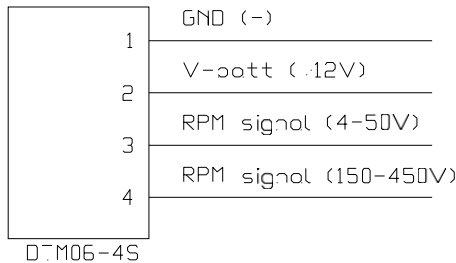 GND (-)
1
V-batt (+12V)
2
RPM signal (4-50V)
3
RPM signal (150-450V)
4
DTM06-4S